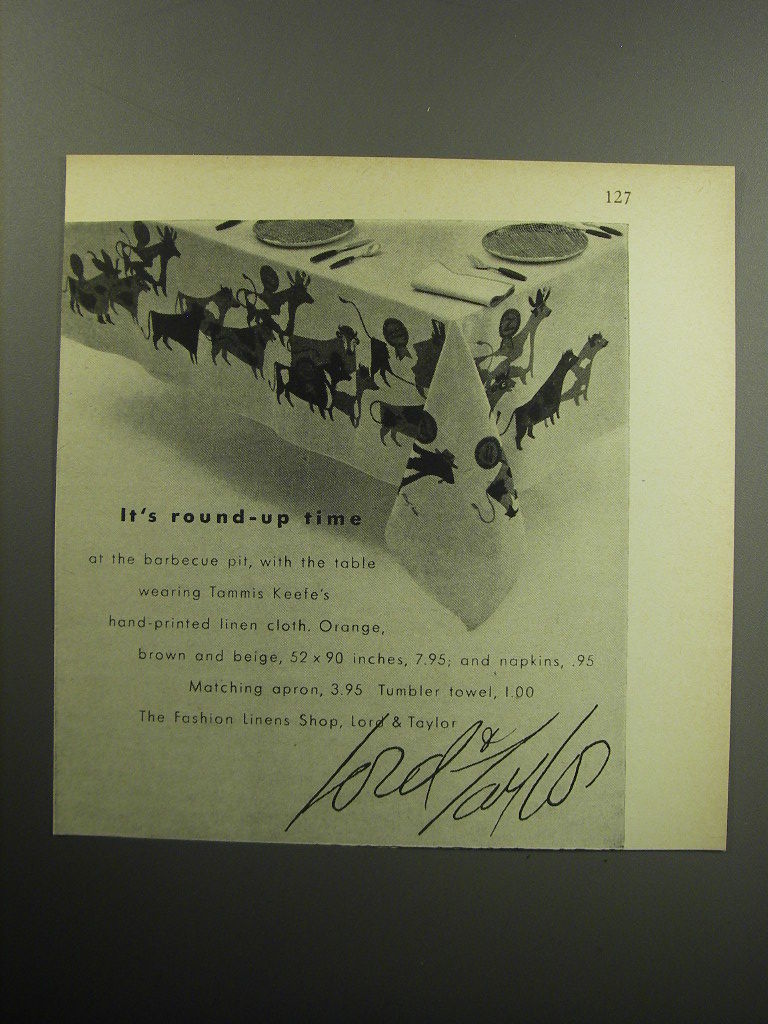 127
It's round-up time
at the barbecue pit, with the table
wearing Tammis Keefe's
hand-printed linen cloth. Orange,
brown and beige, 52 x 90 inches, 7.95; and napkins, .95
Matching apron, 3.95 Tumbler towel, 1.00
The Fashion Linens Shop, Lord & Taylor
Lord & Taylor